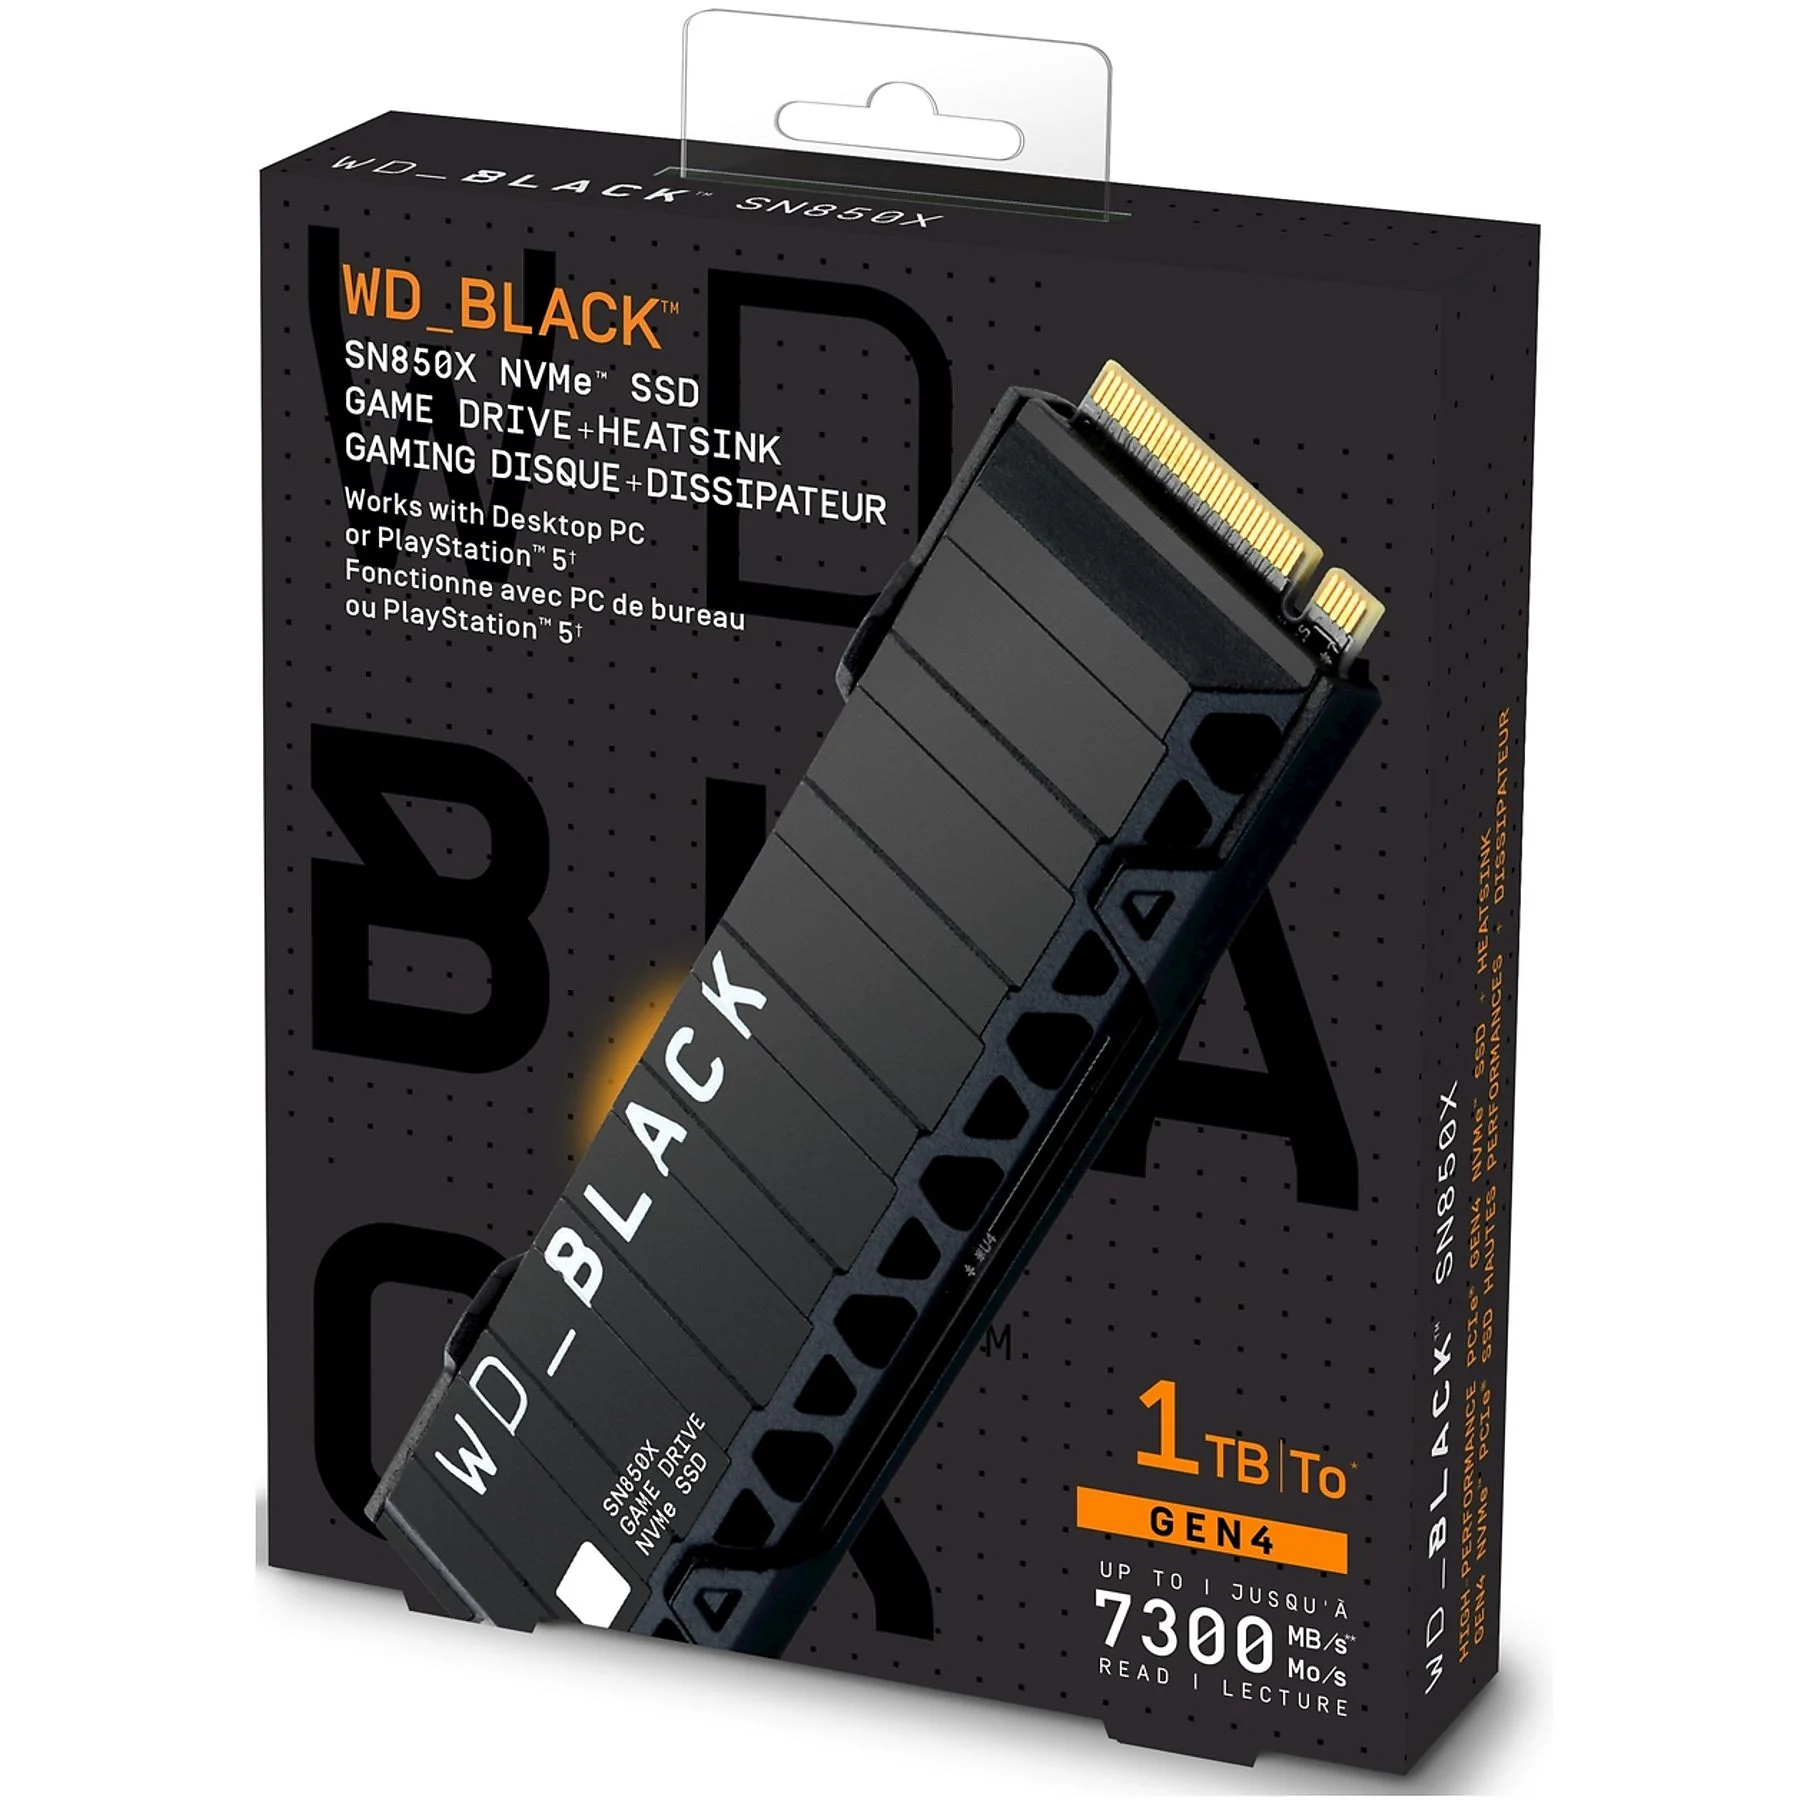 WD_BLACK™ SN850X
WD_BLACK™
SN850X NVMe™ SSD
GAME DRIVE+HEATSINK
GAMING DISQUE+DISSIPATEUR
Works with Desktop PC
or PlayStation™ 5†
Fonctionne avec PC de bureau
ou PlayStation™ 5†
WD_BLACK
SN850X
GAME DRIVE
NVMe SSD
1TB|To*
GEN4
UP TO | JUSQU'À
7300 MB/s**
Mo/s
READ | LECTURE
WD_BLACK™ SN850X
HIGH-PERFORMANCE PCIe® GEN4 NVMe™ SSD + HEATSINK
GEN4 NVMe™ PCIe® SSD HAUTES PERFORMANCES + DISSIPATEUR